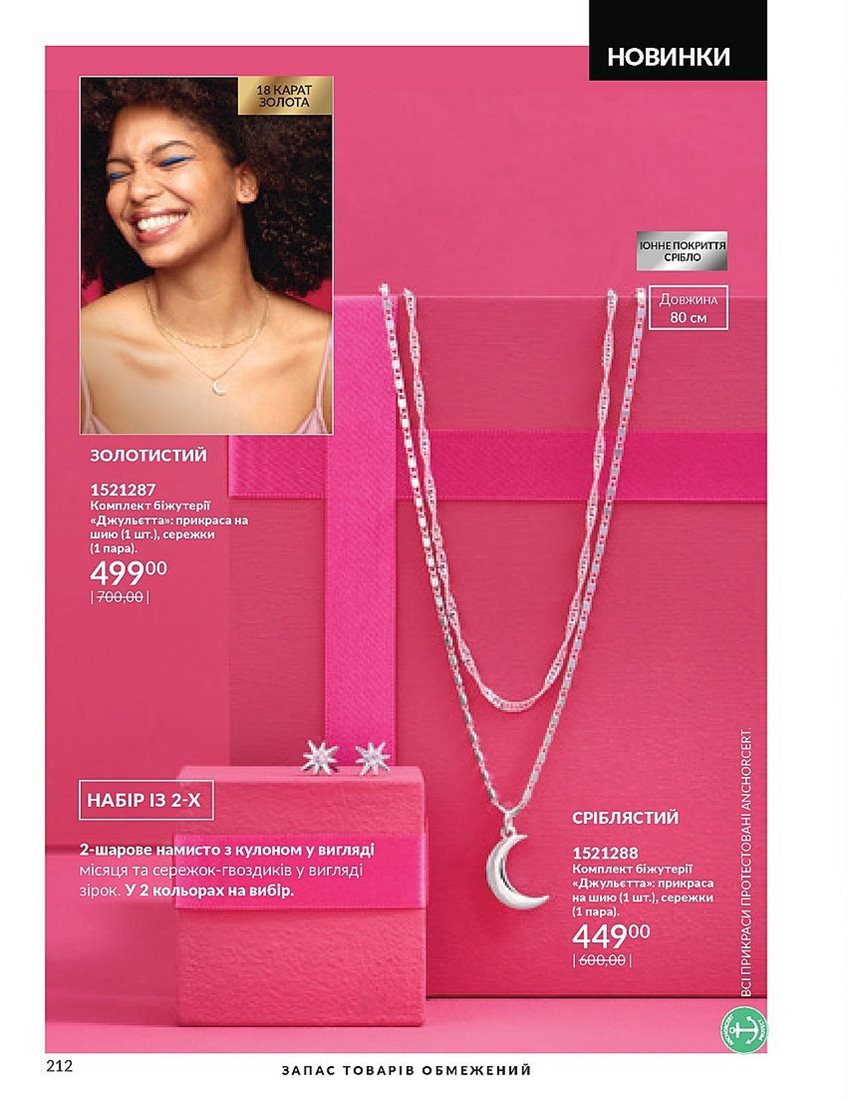 НОВИНКИ
18 КАРАТ
ЗОЛОТА
ІОННЕ ПОКРИТТЯ
СРІБЛО
ДОВЖИНА
80 см
ЗОЛОТИСТИЙ
1521287
Комплект біжутерії
«Джульєтта»: прикраса на
шию (1 шт.), сережки
(1 пара).
49900
|700,00|
НАБІР ІЗ 2-Х
2-шарове намисто з кулоном у вигляді
місяця та сережок-гвоздиків у вигляді
зірок. У 2 кольорах на вибір.
СРІБЛЯСТИЙ
1521288
Комплект біжутерії
«Джульєтта»: прикраса
на шию (1 шт.), сережки
(1 пара).
44900
|600,00|
ВСІ ПРИКРАСИ ПРОТЕСТОВАНІ ANCHORCERT.
212
ЗАПАС ТОВАРІВ ОБМЕЖЕНИЙ